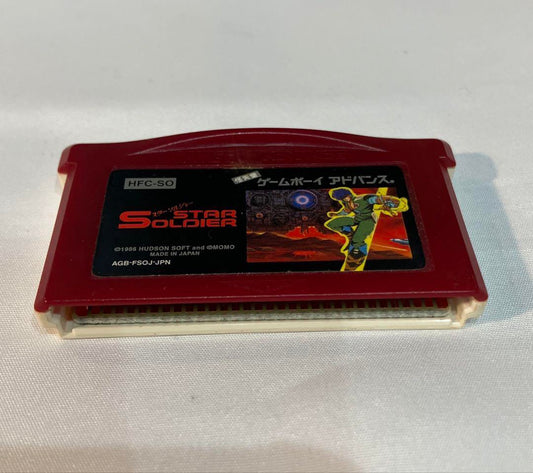 HFC-SO
ゲームボーイ アドバンス
スターソルジャー
STAR
SOLDIER
©1986 HUDSON SOFT and ©MOMO
MADE IN JAPAN
AGB-FSOJ-JPN